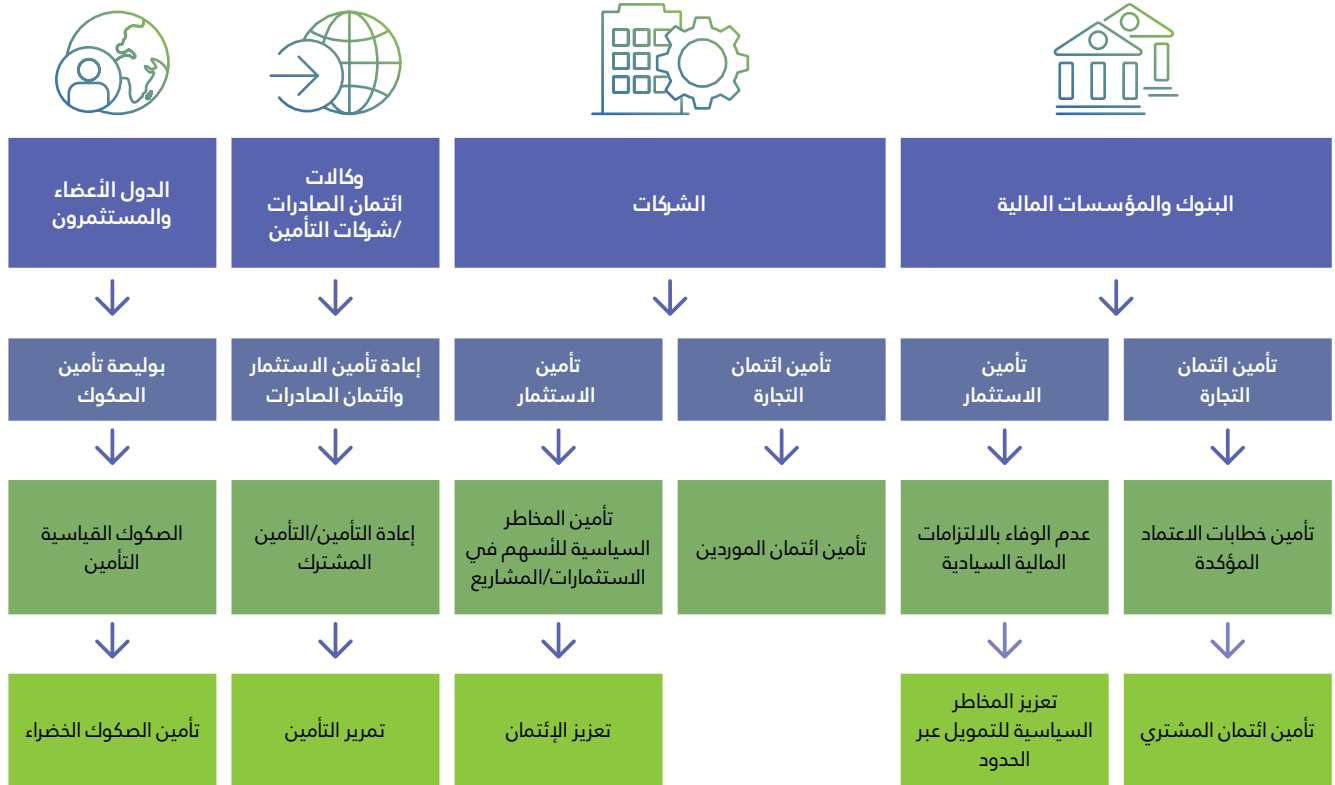 البنوك والمؤسسات المالية
الشركات
وكالات
ائتمان الصادرات
/شركات التأمين
الدول الأعضاء
والمستثمرون
تأمين ائتمان
التجارة
تأمين
الاستثمار
تأمين ائتمان
التجارة
تأمين
الاستثمار
إعادة تأمين الاستثمار
وائتمان الصادرات
بوليصة تأمين
الصكوك
تأمين خطابات الاعتماد
المؤكدة
عدم الوفاء بالالتزامات
المالية السيادية
تأمين ائتمان الموردين
تأمين المخاطر
السياسية للأسهم في
الاستثمارات/المشاريع
إعادة التأمين/التأمين
المشترك
الصكوك القياسية
التأمين
تأمين ائتمان المشتري
تعزيز المخاطر
السياسية للتمويل عبر
الحدود
تعزيز الإئتمان
تمرير التأمين
تأمين الصكوك الخضراء